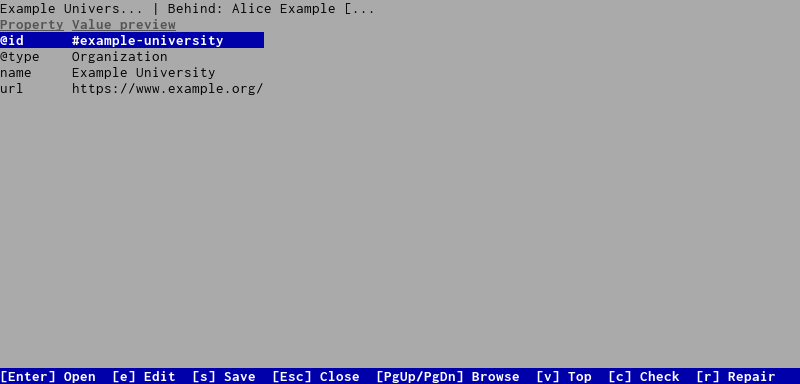 Example Univers... | Behind: Alice Example [...
Property Value preview
@id #example-university
@type Organization
name Example University
url https://www.example.org/
[Enter] Open [e] Edit [s] Save [Esc] Close [PgUp/PgDn] Browse [v] Top [c] Check [r] Repair